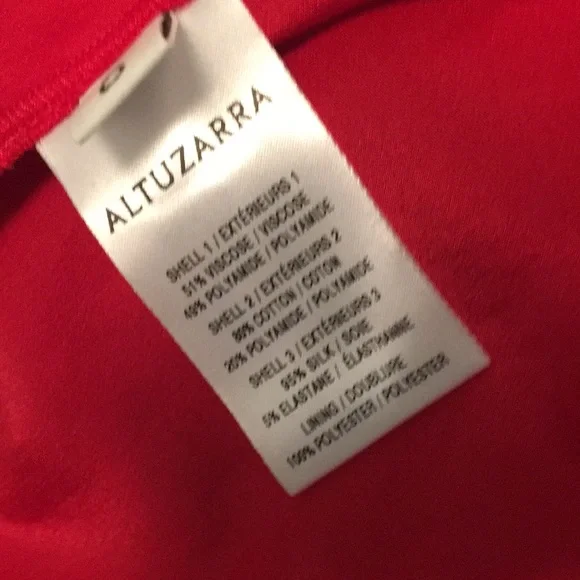 ALTUZARRA
SHELL 1 / EXTÉRIEURS 1
51% VISCOSE / VISCOSE
49% POLYAMIDE / POLYAMIDE
SHELL 2 / EXTÉRIEURS 2
80% COTTON / COTON
20% POLYAMIDE / POLYAMIDE
SHELL 3 / EXTÉRIEURS 3
95% SILK / SOIE
5% ELASTANE / ÉLASTHANNE
LINING / DOUBLURE
100% POLYESTER / POLYESTER